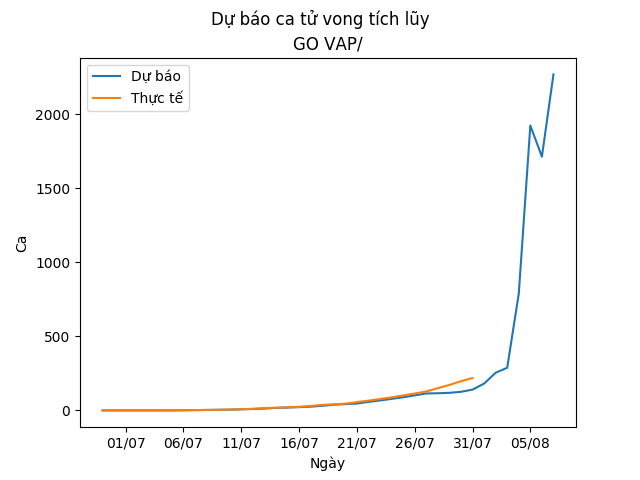 Dự báo ca tử vong tích lũy
GO VAP/
Dự báo
Thực tế
2000
1500
1000
500
0
Ca
01/07 06/07 11/07 16/07 21/07 26/07 31/07 05/08
Ngày